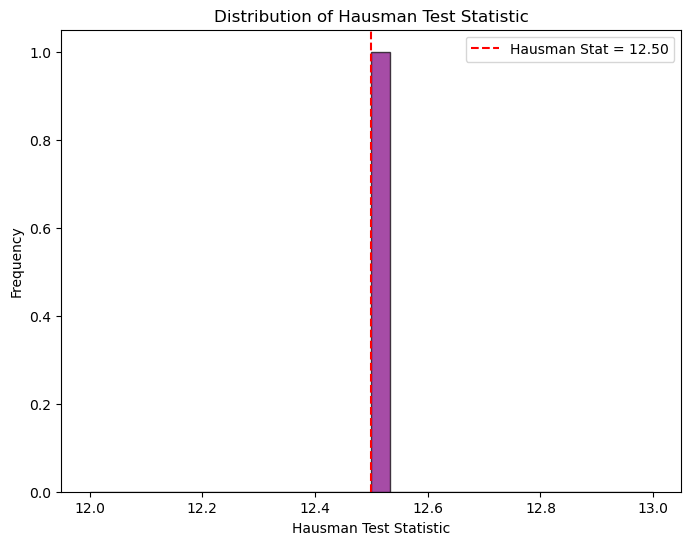 Distribution of Hausman Test Statistic
Hausman Stat = 12.50
Frequency
1.0
0.8
0.6
0.4
0.2
0.0
12.0 12.2 12.4 12.6 12.8 13.0
Hausman Test Statistic